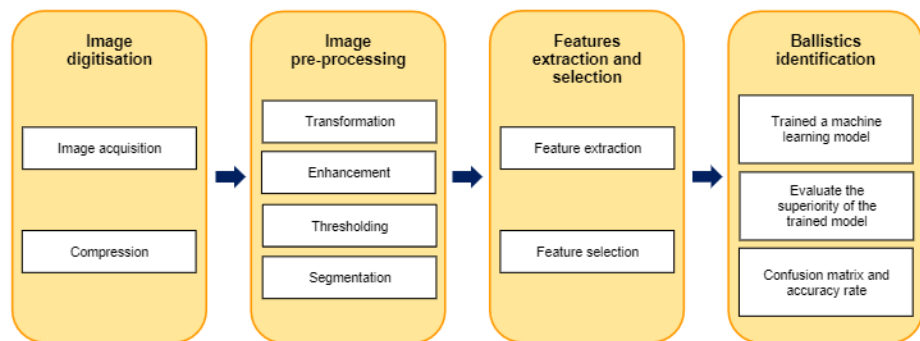 Image
digitisation
Image acquisition
Compression
Image
pre-processing
Transformation
Enhancement
Thresholding
Segmentation
Features
extraction and
selection
Feature extraction
Feature selection
Ballistics
identification
Trained a machine
learning model
Evaluate the
superiority of the
trained model
Confusion matrix and
accuracy rate